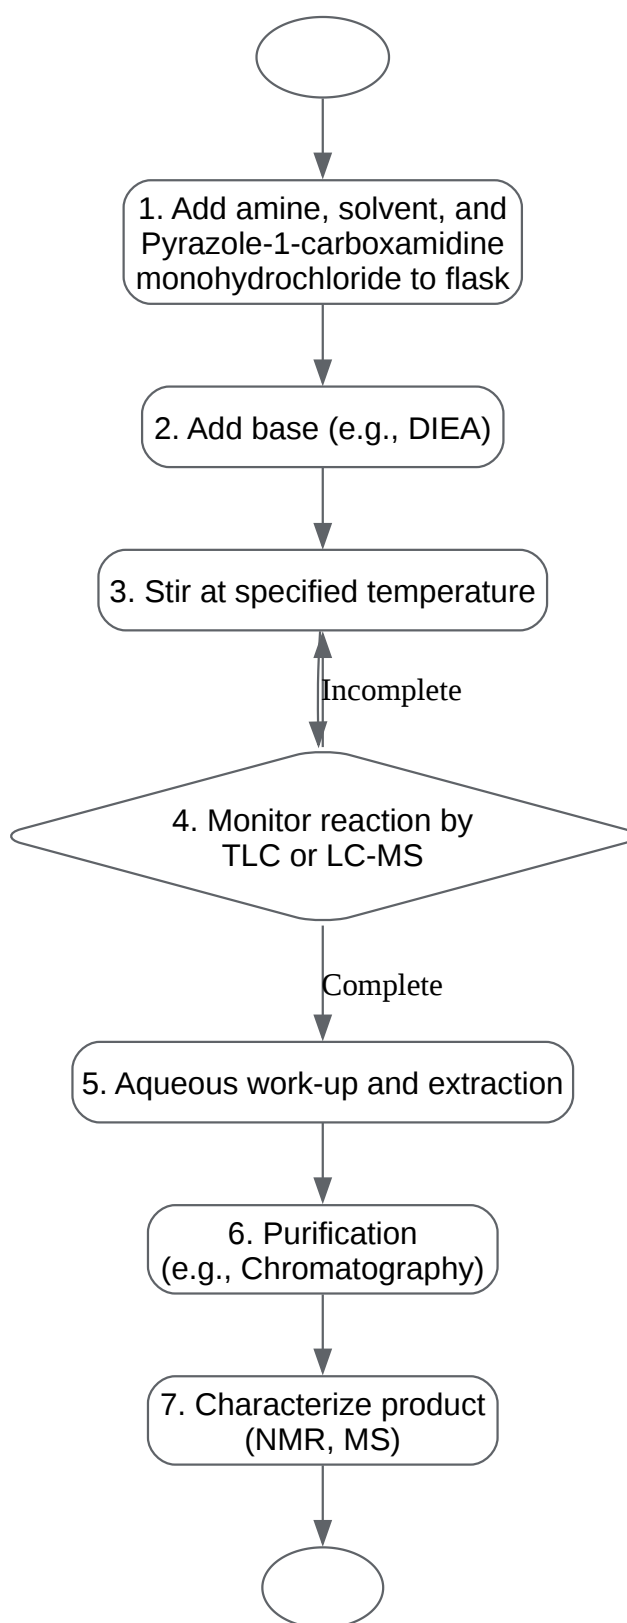 1. Add amine, solvent, and
Pyrazole-1-carboxamidine
monohydrochloride to flask
2. Add base (e.g., DIEA)
3. Stir at specified temperature
Incomplete
4. Monitor reaction by
TLC or LC-MS
Complete
5. Aqueous work-up and extraction
6. Purification
(e.g., Chromatography)
7. Characterize product
(NMR, MS)